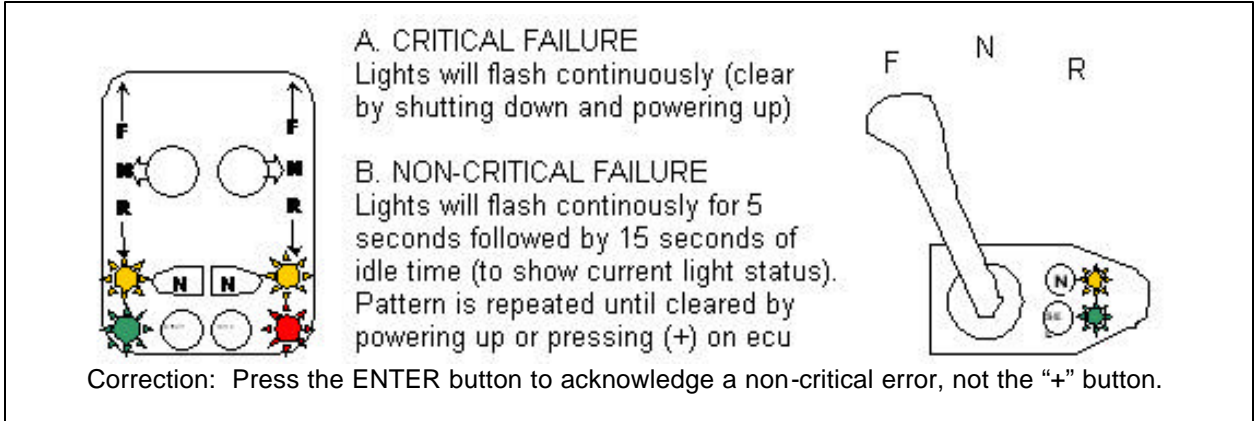 A. CRITICAL FAILURE
Lights will flash continuously (clear
by shutting down and powering up)
B. NON-CRITICAL FAILURE
Lights will flash continously for 5
seconds followed by 15 seconds of
idle time (to show current light status).
Pattern is repeated until cleared by
powering up or pressing (+) on ecu
F
F
N
N
R
R
N
N
F
N
R
N
Correction: Press the ENTER button to acknowledge a non-critical error, not the “+” button.